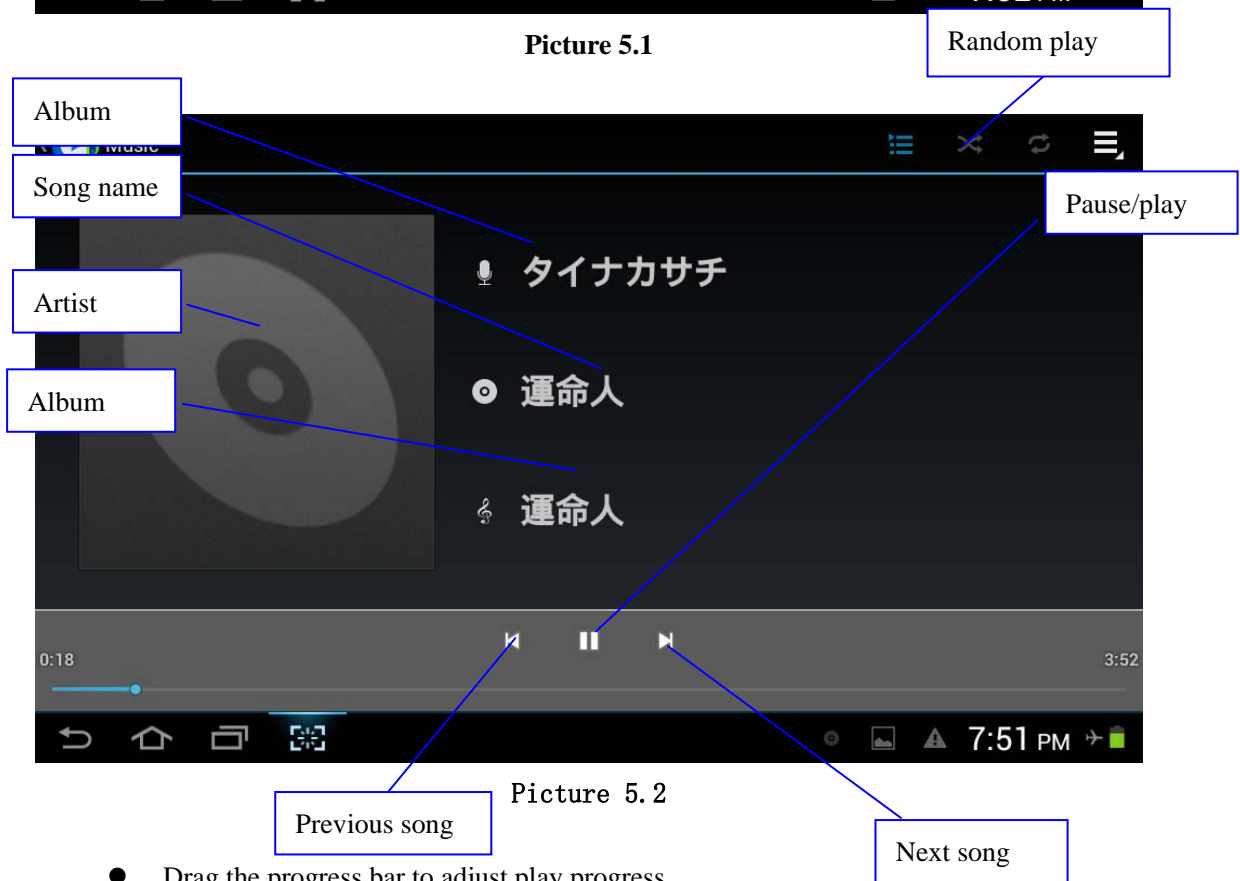 Picture 5.1
Random play
Album
Music
Song name
Pause/play
タイナカサチ
Artist
運命人
Album
運命人
0:18
3:52
7:51 PM
Picture 5.2
Previous song
Next song
Drag the progress bar to adjust play progress